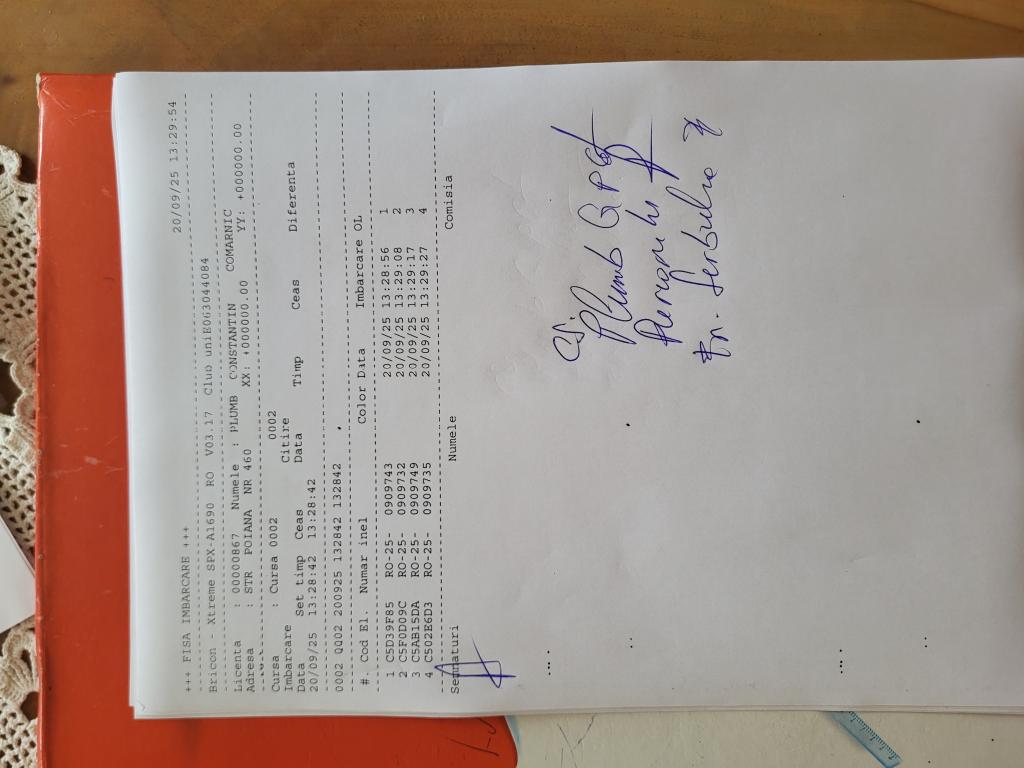 20/09/25 13:29:54
+++ FISA IMBARCARE +++
Bricon - Xtreme SPX-A1690 RO V03.17 Club uniE063044084
Licenta : 00000867 Numele : PLUMB CONSTANTIN COMARNIC
Adresa : STR POIANA NR 460 XX: +000000.00 YY: +000000.00
Cursa : Cursa 0002 0002
Imbarcare Citire
Data Set timp Ceas Data Timp Ceas Diferenta
20/09/25 13:28:42 13:28:42
0002 0002 200925 132842 132842
#. Cod El. Numar inel Color Data Imbarcare OL
1 C5D39F85 RO-25- 0909743 20/09/25 13:28:56 1
2 C5F0D09C RO-25- 0909732 20/09/25 13:29:08 2
3 C5AB15DA RO-25- 0909749 20/09/25 13:29:17 3
4 C502E6D3 RO-25- 0909735 20/09/25 13:29:27 4
Semnaturi Numele Comisia
Plumb